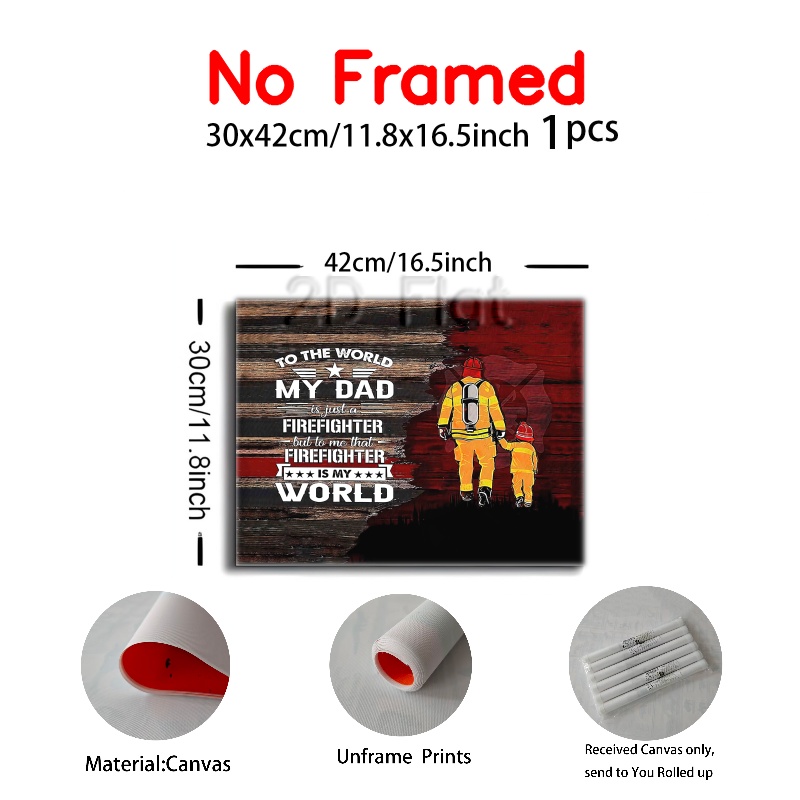 No Framed
30x42cm/11.8x16.5inch 1pcs
42cm/16.5inch
2D Flat
30cm/11.8inch
TO THE WORLD
MY DAD
is just a
FIREFIGHTER
but to me that
FIREFIGHTER
IS MY
WORLD
Material:Canvas
Unframe Prints
Received Canvas only,
send to You Rolled up